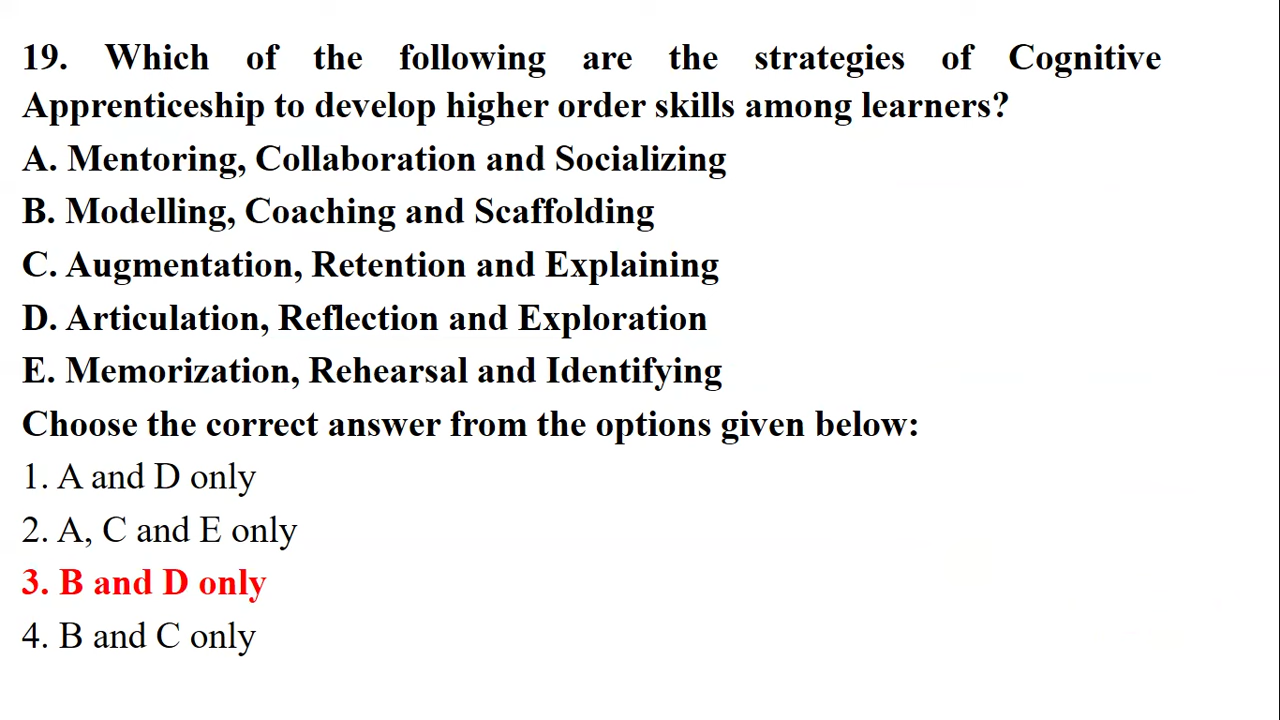 19. Which of the following are the strategies of Cognitive
Apprenticeship to develop higher order skills among learners?
A. Mentoring, Collaboration and Socializing
B. Modelling, Coaching and Scaffolding
C. Augmentation, Retention and Explaining
D. Articulation, Reflection and Exploration
E. Memorization, Rehearsal and Identifying
Choose the correct answer from the options given below:
1. A and D only
2. A, C and E only
3. B and D only
4. B and C only